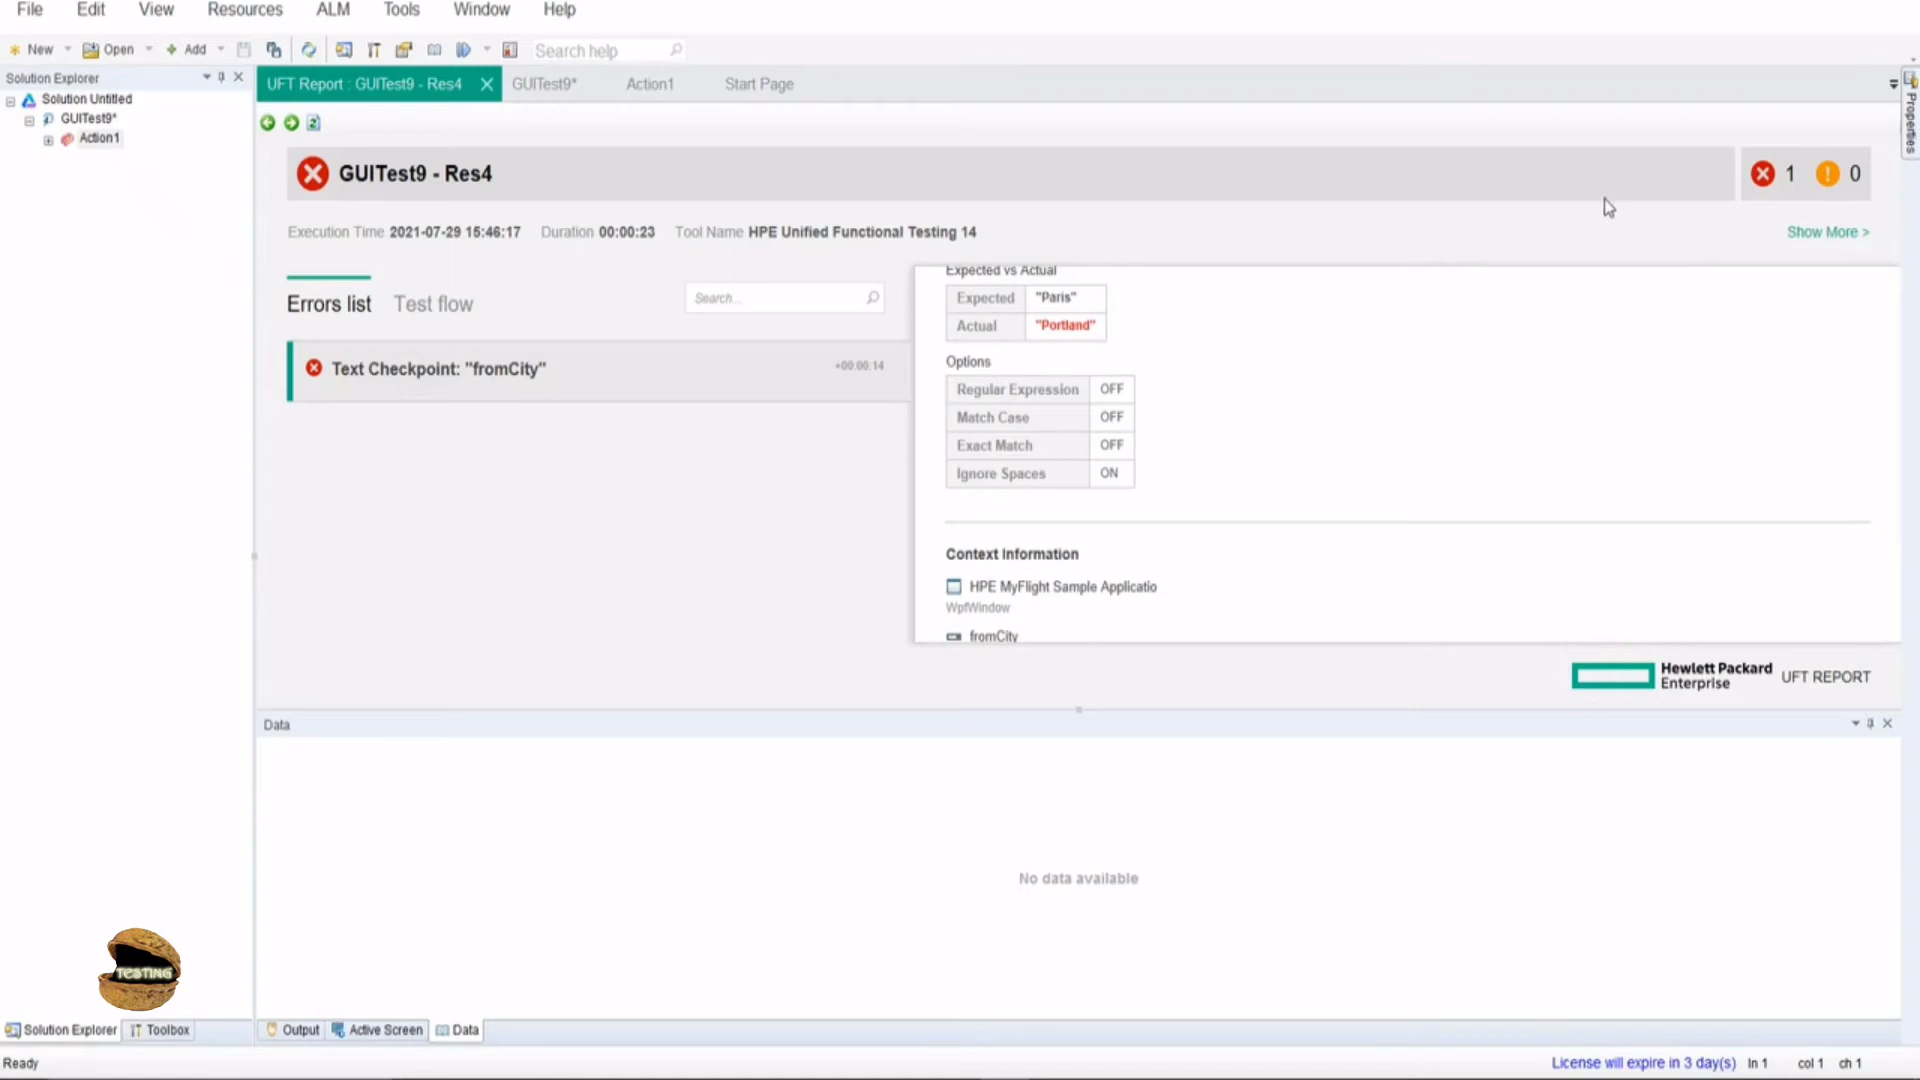 File Edit View Resources ALM Tools Window Help
New Open Add Search help
Solution Explorer
UFT Report : GUITest9 - Res4 GUITest9* Action1 Start Page
Solution Untitled
GUITest9*
Action1
Properties
GUITest9 - Res4
1 0
Execution Time 2021-07-29 15:46:17 Duration 00:00:23 Tool Name HPE Unified Functional Testing 14
Show More >
Errors list Test flow
Search...
Text Checkpoint: "fromCity" +00:00:14
Expected vs Actual
Expected "Paris"
Actual "Portland"
Options
Regular Expression OFF
Match Case OFF
Exact Match OFF
Ignore Spaces ON
Context Information
HPE MyFlight Sample Applicatio
WpfWindow
fromCity
Hewlett Packard
Enterprise
UFT REPORT
Data
No data available
TESTING
Solution Explorer Toolbox
Output Active Screen Data
Ready
License will expire in 3 day(s) ln 1 col 1 ch 1